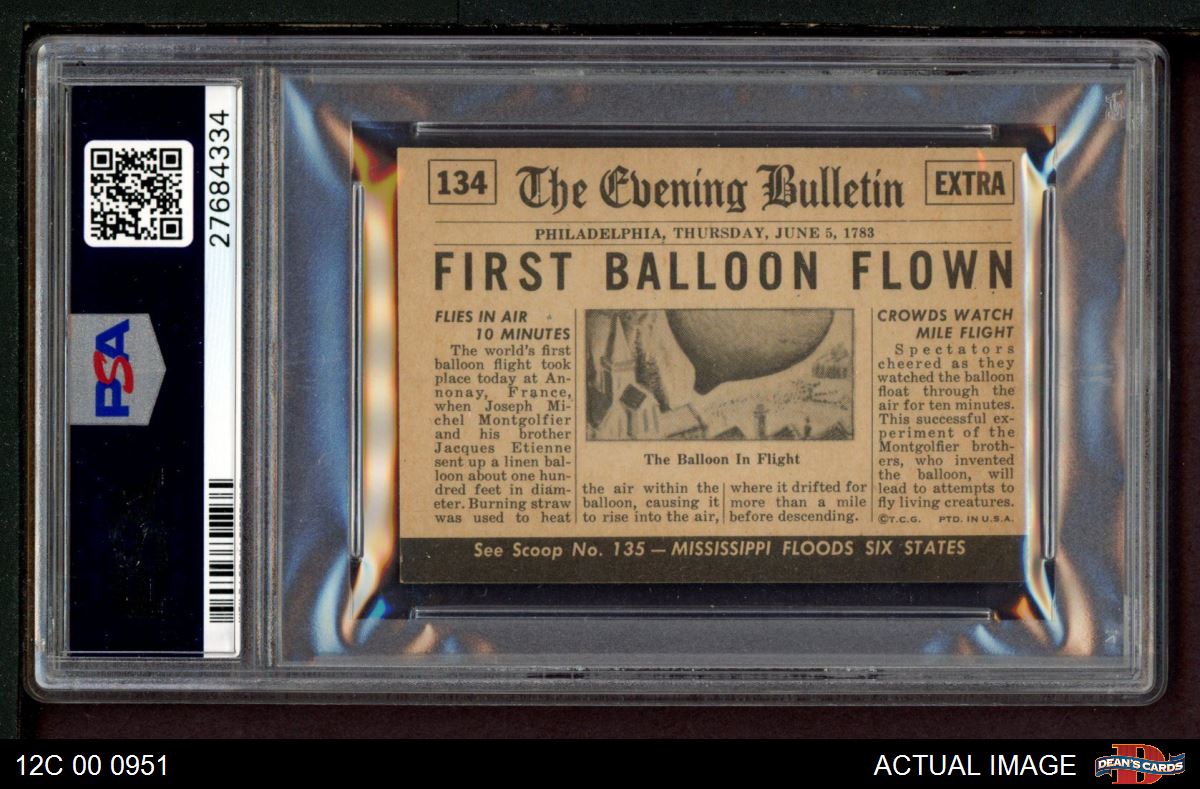 PSA
27684334
134
The Evening Bulletin
EXTRA
PHILADELPHIA, THURSDAY, JUNE 5, 1783
FIRST BALLOON FLOWN
FLIES IN AIR
10 MINUTES
The world's first
balloon flight took
place today at An-
nonay, France,
when Joseph Mi-
chel Montgolfier
and his brother
Jacques Etienne
sent up a linen bal-
loon about one hun-
dred feet in diam-
eter. Burning straw
was used to heat
The Balloon In Flight
the air within the
balloon, causing it
to rise into the air,
where it drifted for
more than a mile
before descending.
CROWDS WATCH
MILE FLIGHT
Spectators
cheered as they
watched the balloon
float through the
air for ten minutes.
This successful ex-
periment of the
Montgolfier broth-
ers, who invented
the balloon, will
lead to attempts to
fly living creatures.
©T.C.G. PTD. IN U.S.A.
See Scoop No. 135 — MISSISSIPPI FLOODS SIX STATES
12C 00 0951
ACTUAL IMAGE
DEAN'S CARDS